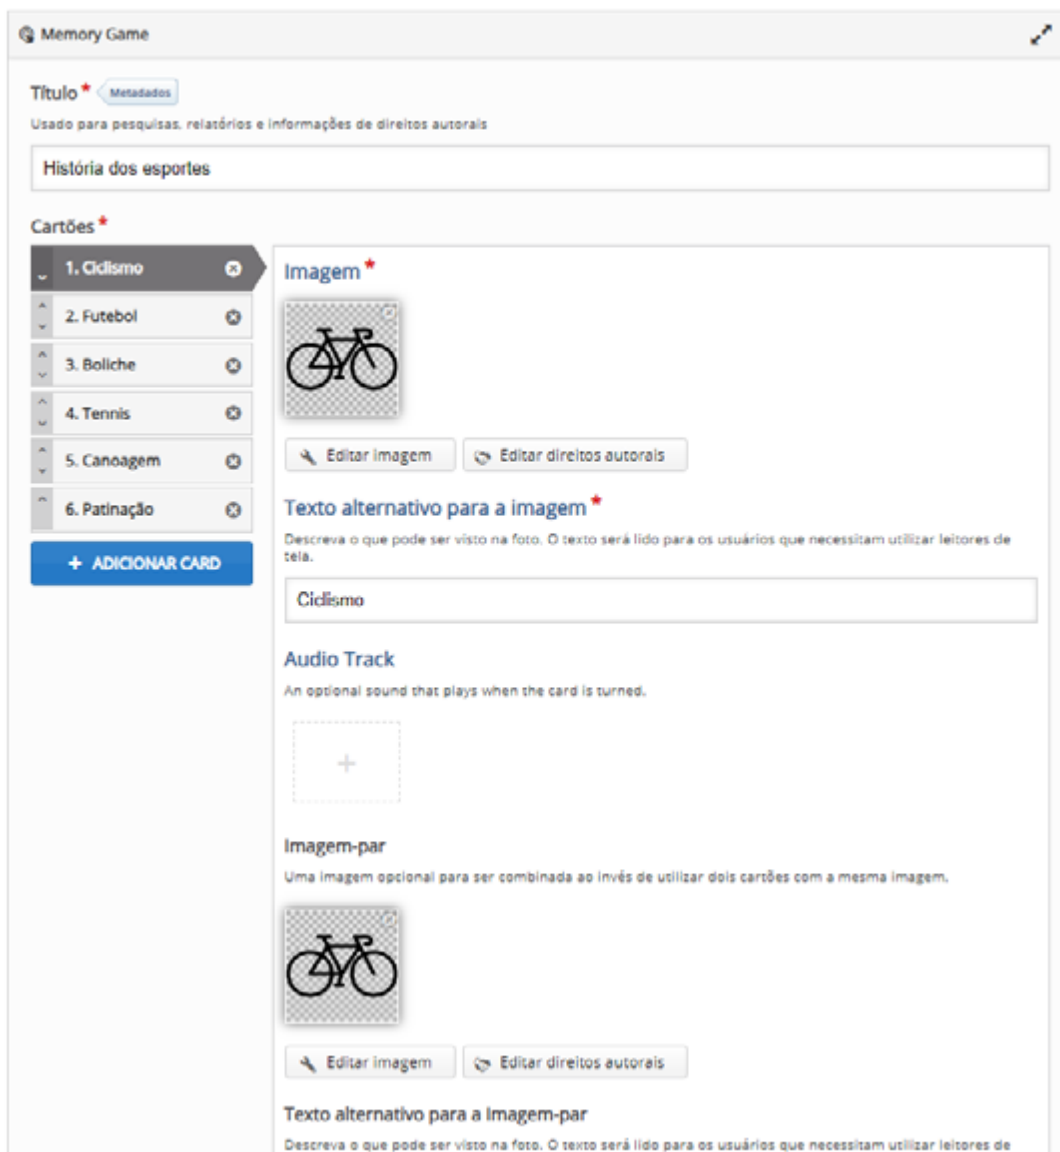 Memory Game
Título * Metadados
Usado para pesquisas, relatórios e informações de direitos autorais
História dos esportes
Cartões *
1. Ciclismo
2. Futebol
3. Boliche
4. Tennis
5. Canoagem
6. Patinação
+ ADICIONAR CARD
Imagem *
Editar imagem Editar direitos autorais
Texto alternativo para a imagem *
Descreva o que pode ser visto na foto. O texto será lido para os usuários que necessitam utilizar leitores de
tela.
Ciclismo
Audio Track
An optional sound that plays when the card is turned.
Imagem-par
Uma imagem opcional para ser combinada ao invés de utilizar dois cartões com a mesma imagem.
Editar imagem Editar direitos autorais
Texto alternativo para a Imagem-par
Descreva o que pode ser visto na foto. O texto será lido para os usuários que necessitam utilizar leitores de